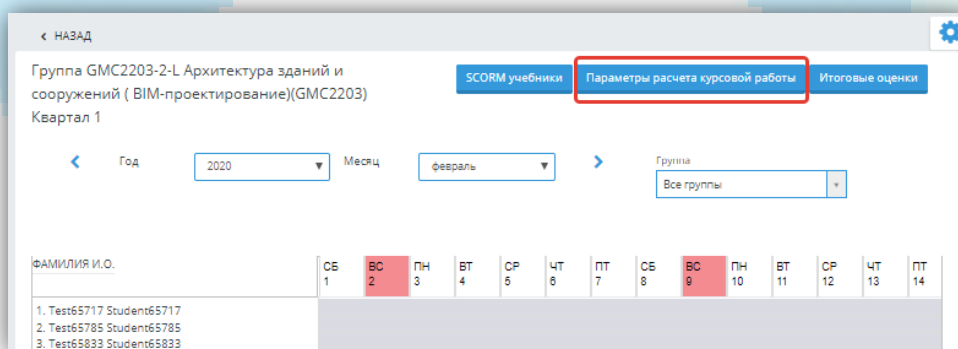 НАЗАД
Группа GMC2203-2-L Архитектура зданий и
сооружений ( BIM-проектирование)(GMC2203)
Квартал 1
SCORM учебники
Параметры расчета курсовой работы
Итоговые оценки
Год
2020
Месяц
февраль
Группа
Все группы
ФАМИЛИЯ И.О.
СБ ВС ПН ВТ СР ЧТ ПТ СБ ВС ПН ВТ СР ЧТ ПТ
1 2 3 4 5 6 7 8 9 10 11 12 13 14
1. Test65717 Student65717
2. Test65785 Student65785
3. Test65833 Student65833